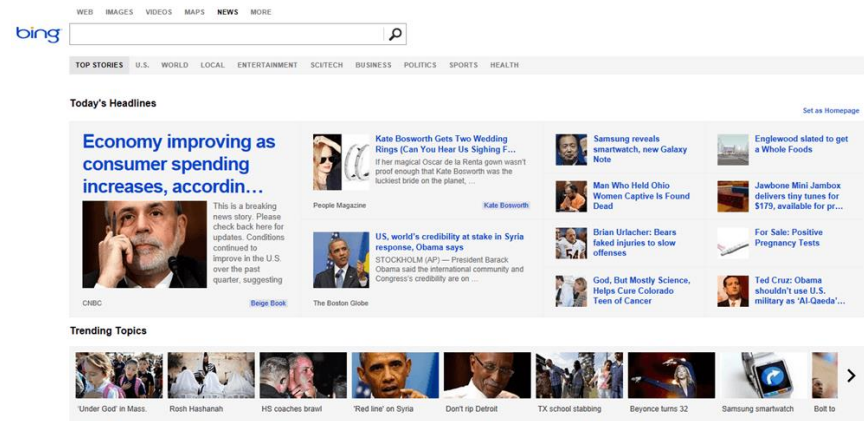 WEB IMAGES VIDEOS MAPS NEWS MORE
bing
TOP STORIES U.S. WORLD LOCAL ENTERTAINMENT SCI/TECH BUSINESS POLITICS SPORTS HEALTH
Today's Headlines
Set as Homepage
Economy improving as
consumer spending
increases, accordin…
This is a breaking
news story. Please
check back here for
updates. Conditions
continued to
improve in the U.S.
over the past
quarter, suggesting
CNBC
Beige Book
Kate Bosworth Gets Two Wedding
Rings (Can You Hear Us Sighing F…
If her magical Oscar de la Renta gown wasn't
proof enough that Kate Bosworth was the
luckiest bride on the planet, …
People Magazine
Kate Bosworth
US, world's credibility at stake in Syria
response, Obama says
STOCKHOLM (AP) — President Barack
Obama said the international community and
Congress's credibility are on …
The Boston Globe
Samsung reveals
smartwatch, new Galaxy
Note
Man Who Held Ohio
Women Captive Is Found
Dead
Brian Urlacher: Bears
faked injuries to slow
offenses
God, But Mostly Science,
Helps Cure Colorado
Teen of Cancer
Englewood slated to get
a Whole Foods
Jawbone Mini Jambox
delivers tiny tunes for
$179, available for pr…
For Sale: Positive
Pregnancy Tests
Ted Cruz: Obama
shouldn't use U.S.
military as 'Al-Qaeda'…
Trending Topics
'Under God' in Mass.
Rosh Hashanah
HS coaches brawl
'Red line' on Syria
Don't rip Detroit
TX school stabbing
Beyonce turns 32
Samsung smartwatch
Bolt to